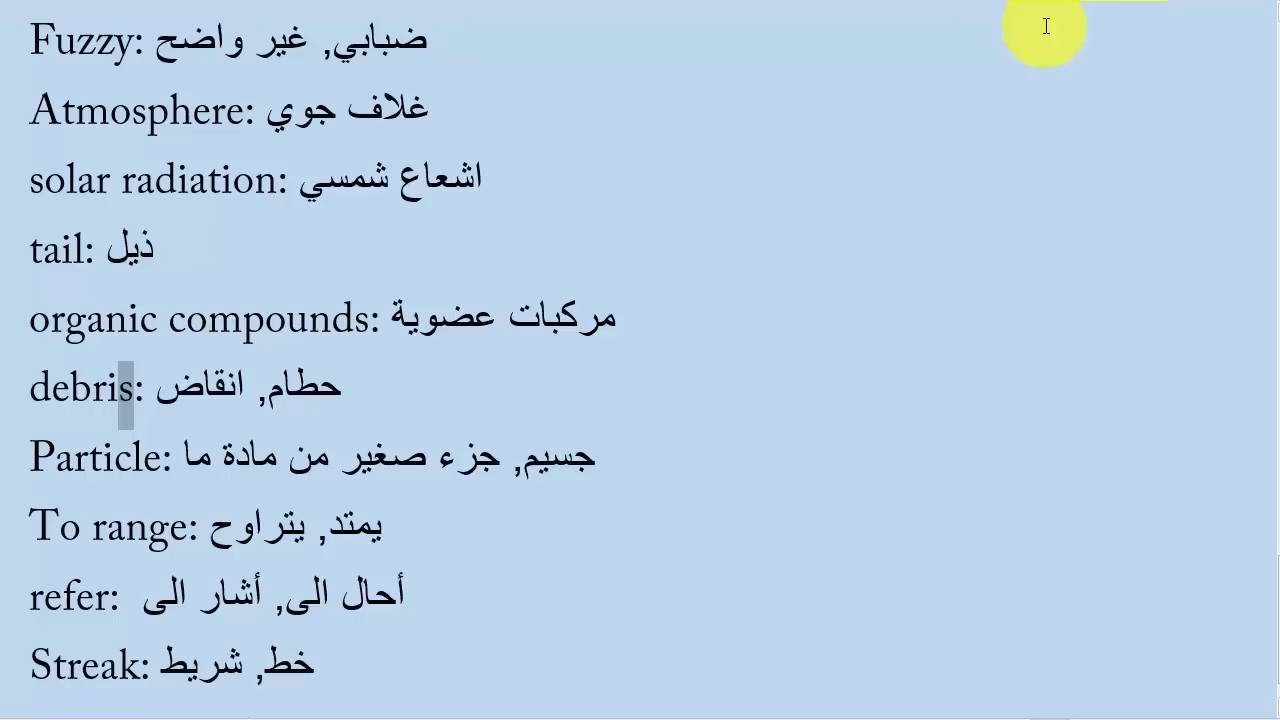 Fuzzy: ضبابي, غير واضح
Atmosphere: غلاف جوي
solar radiation: اشعاع شمسي
tail: ذيل
organic compounds: مركبات عضوية
debris: حطام, انقاض
Particle: جسيم, جزء صغير من مادة ما
To range: يمتد, يتراوح
refer: أحال الى, أشار الى
Streak: خط, شريط